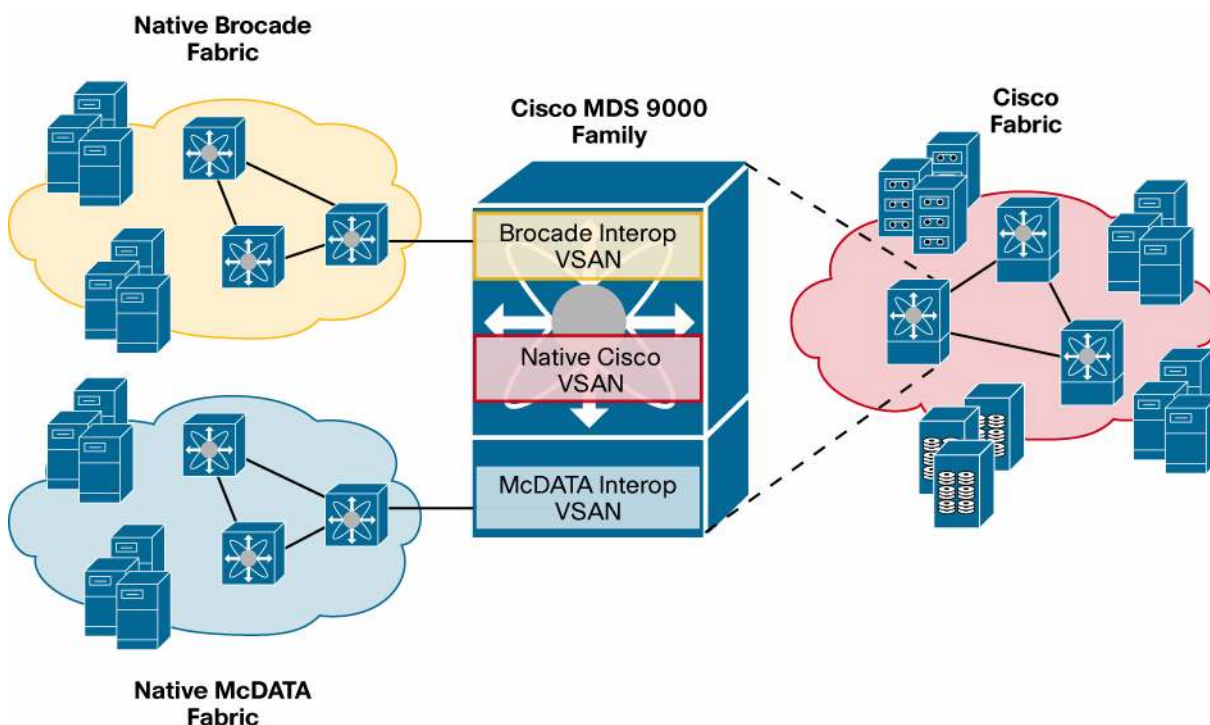 Native Brocade
Fabric
Cisco MDS 9000
Family
Cisco
Fabric
Brocade Interop
VSAN
Native Cisco
VSAN
McDATA Interop
VSAN
Native McDATA
Fabric